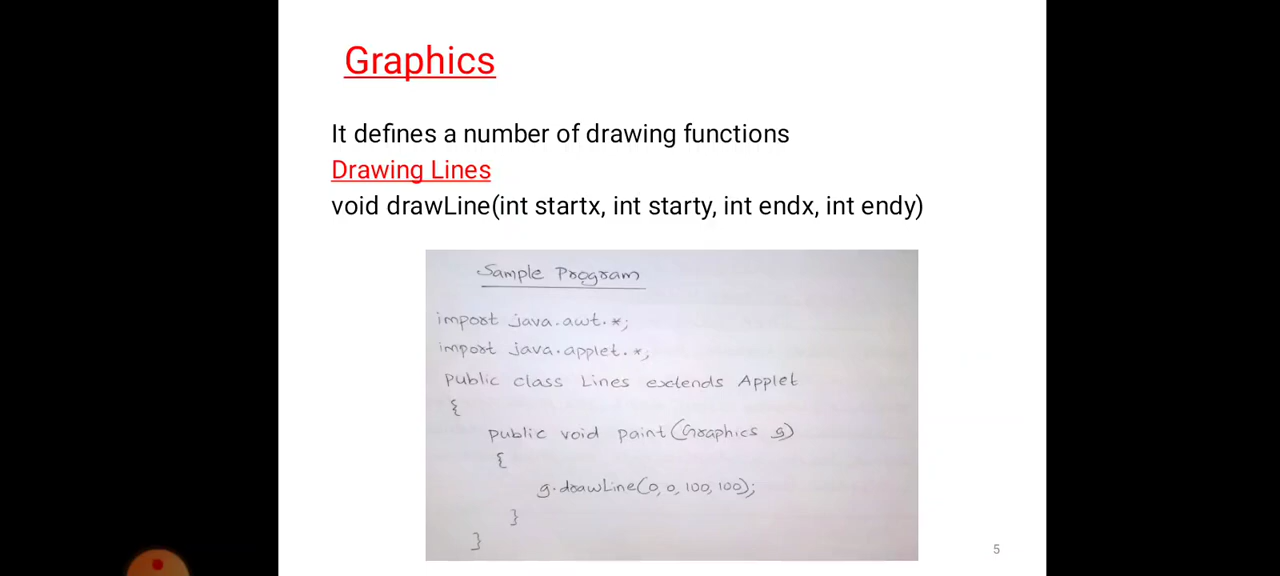 Graphics
It defines a number of drawing functions
Drawing Lines
void drawLine(int startx, int starty, int endx, int endy)
Sample Program
import java.awt.*;
import java.applet.*;
public class Lines extends Applet
{
public void paint(Graphics g)
{
g.drawLine(0, 0, 100, 100);
}
}
5